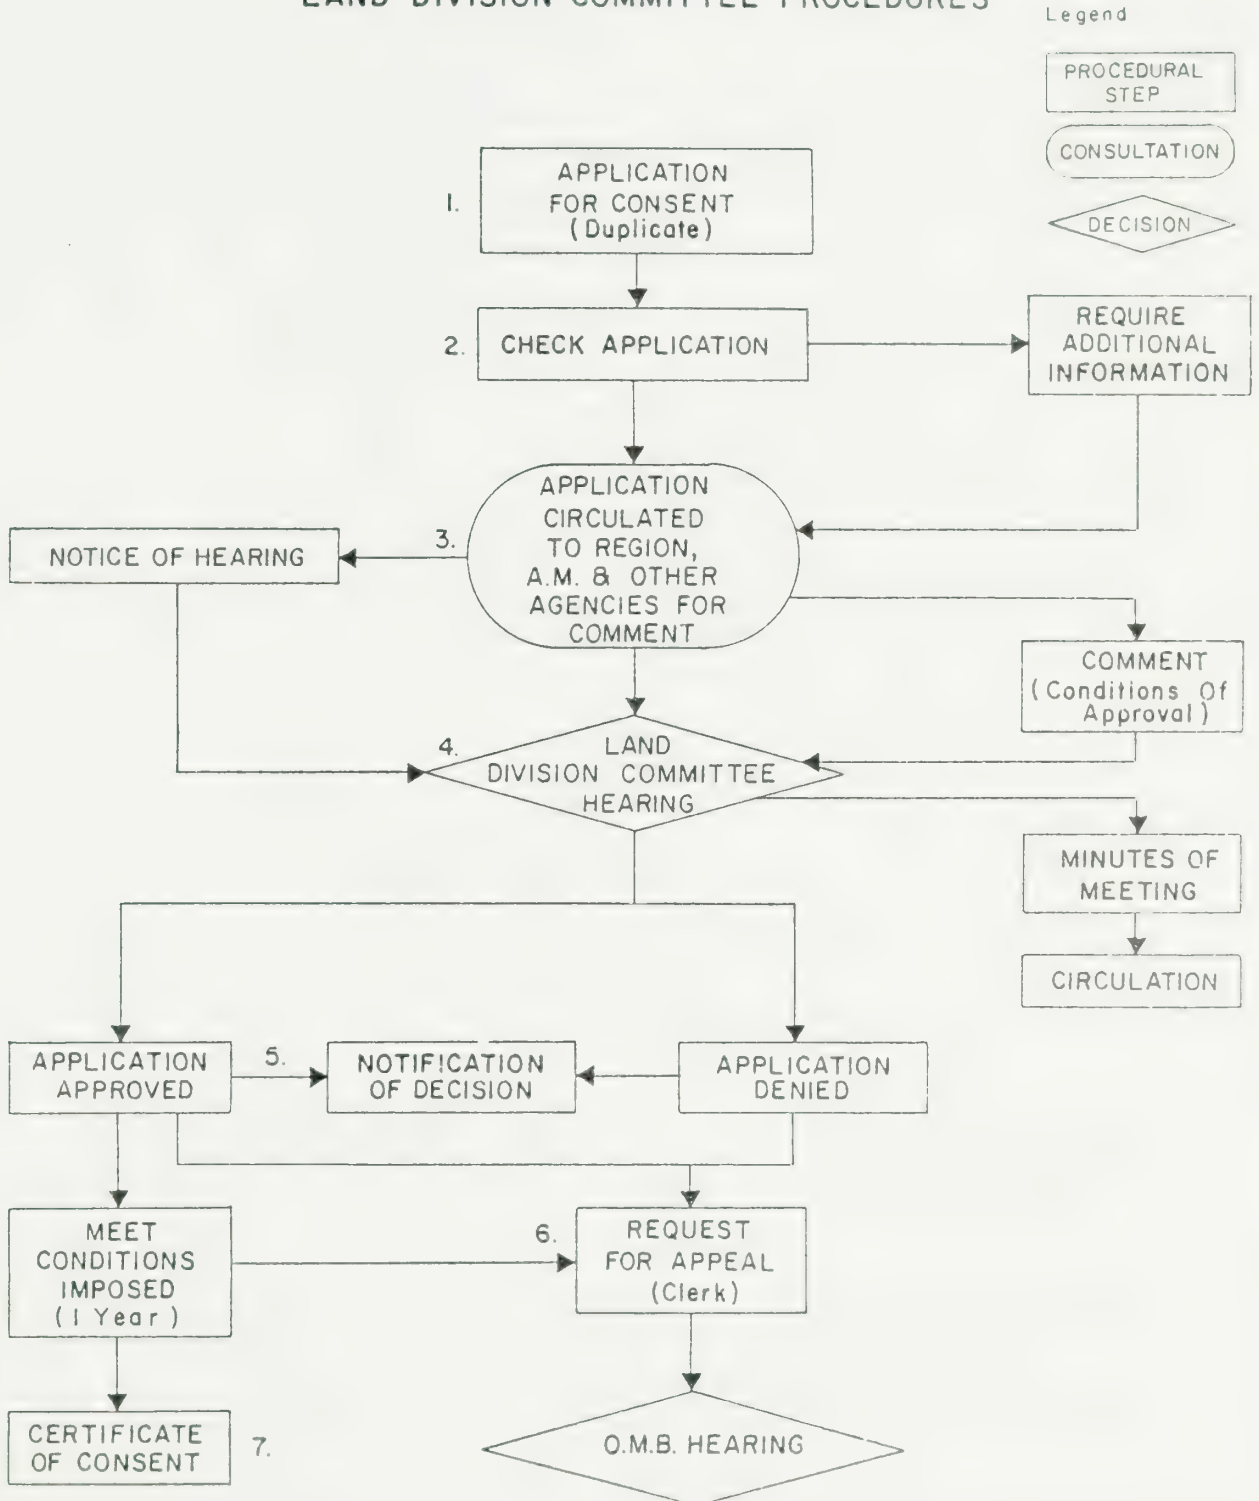 LAND DIVISION COMMITTEE PROCEDURES
Legend
PROCEDURAL
STEP
CONSULTATION
DECISION
1.
APPLICATION
FOR CONSENT
(Duplicate)
2.
CHECK APPLICATION
REQUIRE
ADDITIONAL
INFORMATION
3.
APPLICATION
CIRCULATED
TO REGION,
A.M. & OTHER
AGENCIES FOR
COMMENT
NOTICE OF HEARING
COMMENT
(Conditions Of
Approval)
4.
LAND
DIVISION COMMITTEE
HEARING
MINUTES OF
MEETING
CIRCULATION
APPLICATION
APPROVED
5.
NOTIFICATION
OF DECISION
APPLICATION
DENIED
MEET
CONDITIONS
IMPOSED
(1 Year)
6.
REQUEST
FOR APPEAL
(Clerk)
CERTIFICATE
OF CONSENT
7.
O.M.B. HEARING